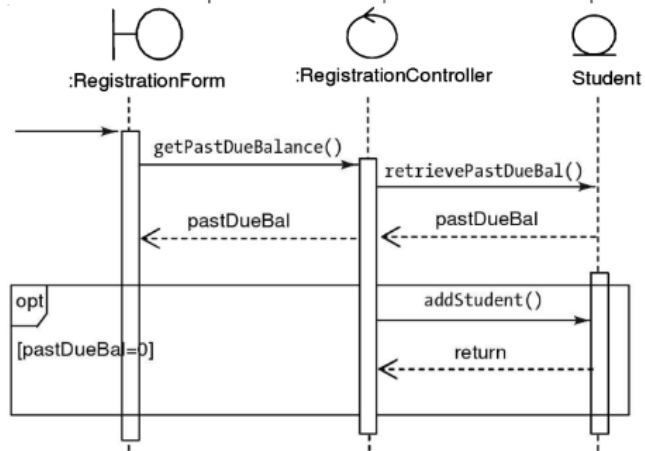 :RegistrationForm
:RegistrationController
Student
getPastDueBalance()
retrievePastDueBal()
pastDueBal
pastDueBal
opt
addStudent()
[pastDueBal=0]
return